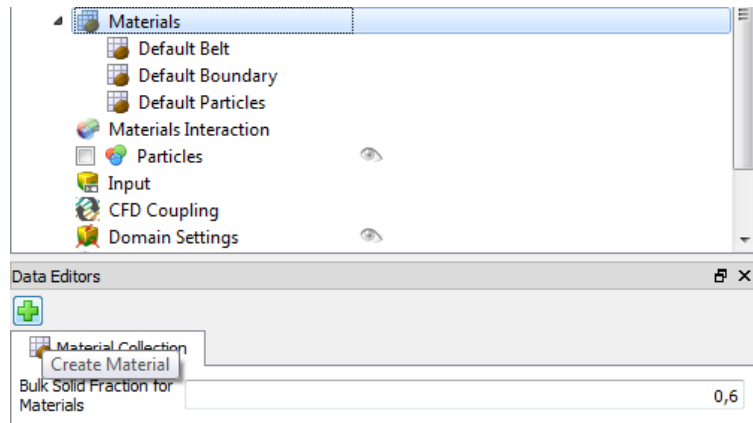 Materials
Default Belt
Default Boundary
Default Particles
Materials Interaction
Particles
Input
CFD Coupling
Domain Settings
Data Editors
Material Collection
Create Material
Bulk Solid Fraction for
Materials
0,6